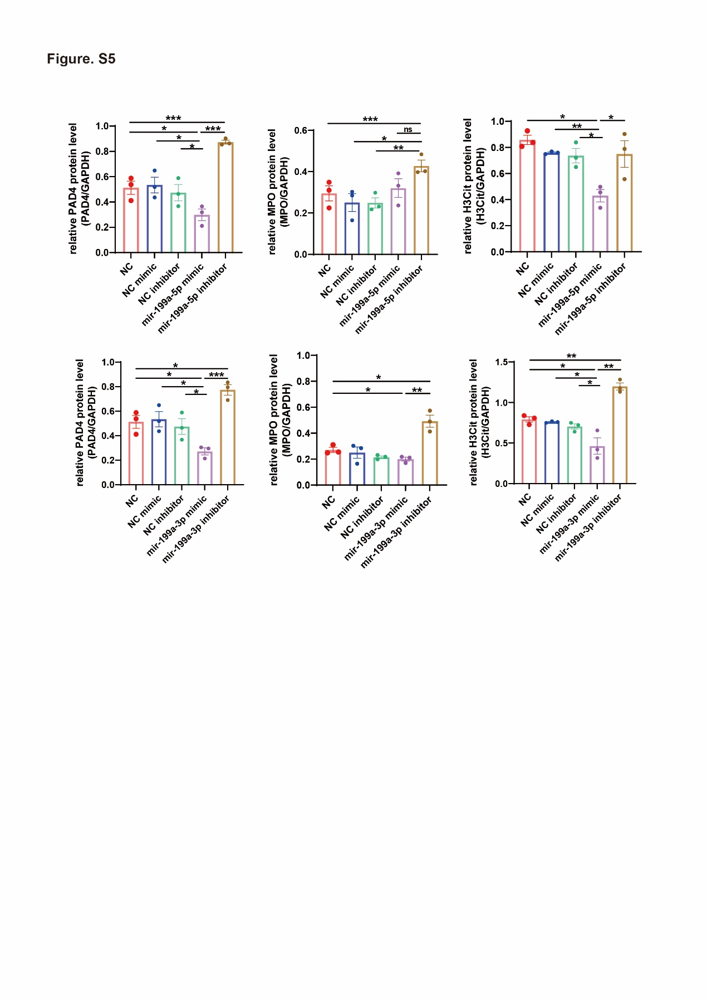 Figure. S5
relative PAD4 protein level
(PAD4/GAPDH)
1.0
0.8
0.6
0.4
0.2
0.0
***
*
***
*
*
NC
NC mimic
NC inhibitor
mir-199a-5p mimic
mir-199a-5p inhibitor
relative MPO protein level
(MPO/GAPDH)
0.6
0.4
0.2
0.0
***
ns
*
**
NC
NC mimic
NC inhibitor
mir-199a-5p mimic
mir-199a-5p inhibitor
relative H3Cit protein level
(H3Cit/GAPDH)
1.0
0.8
0.6
0.4
0.2
0.0
*
*
**
*
NC
NC mimic
NC inhibitor
mir-199a-5p mimic
mir-199a-5p inhibitor
relative PAD4 protein level
(PAD4/GAPDH)
1.0
0.8
0.6
0.4
0.2
0.0
*
*
***
*
*
NC
NC mimic
NC inhibitor
mir-199a-3p mimic
mir-199a-3p inhibitor
relative MPO protein level
(MPO/GAPDH)
1.0
0.8
0.6
0.4
0.2
0.0
*
*
**
NC
NC mimic
NC inhibitor
mir-199a-3p mimic
mir-199a-3p inhibitor
relative H3Cit protein level
(H3Cit/GAPDH)
1.5
1.0
0.5
0.0
**
*
**
*
*
NC
NC mimic
NC inhibitor
mir-199a-3p mimic
mir-199a-3p inhibitor